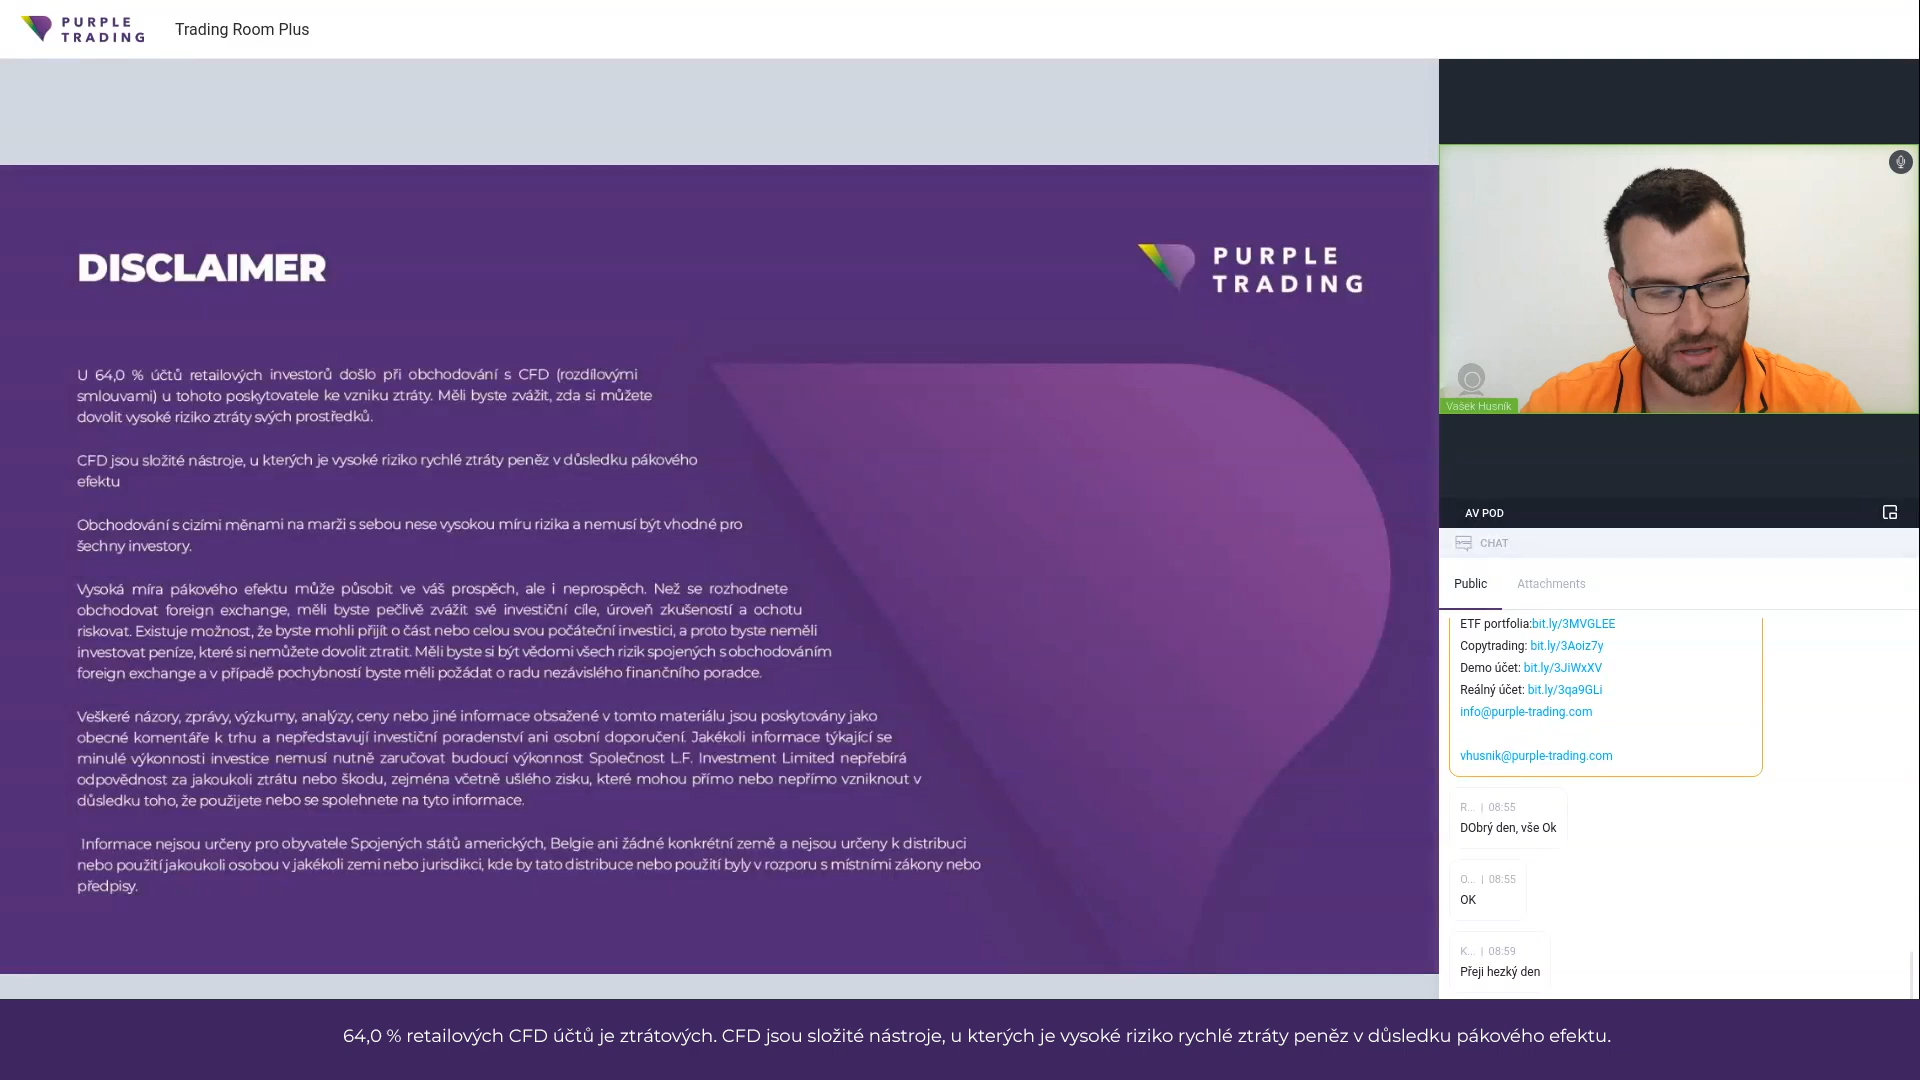 PURPLE
TRADING
Trading Room Plus
DISCLAIMER
PURPLE
TRADING
U 64,0 % účtů retailových investorů došlo při obchodování s CFD (rozdílovými
smlouvami) u tohoto poskytovatele ke vzniku ztráty. Měli byste zvážit, zda si můžete
dovolit vysoké riziko ztráty svých prostředků.
CFD jsou složité nástroje, u kterých je vysoké riziko rychlé ztráty peněz v důsledku pákového
efektu
Obchodování s cizími měnami na marži s sebou nese vysokou míru rizika a nemusí být vhodné pro
šechny investory.
Vysoká míra pákového efektu může působit ve váš prospěch, ale i neprospěch. Než se rozhodnete
obchodovat foreign exchange, měli byste pečlivě zvážit své investiční cíle, úroveň zkušeností a ochotu
riskovat. Existuje možnost, že byste mohli přijít o část nebo celou svou počáteční investici, a proto byste neměli
investovat peníze, které si nemůžete dovolit ztratit. Měli byste si být vědomi všech rizik spojených s obchodováním
foreign exchange a v případě pochybností byste měli požádat o radu nezávislého finančního poradce.
Veškeré názory, zprávy, výzkumy, analýzy, ceny nebo jiné informace obsažené v tomto materiálu jsou poskytovány jako
obecné komentáře k trhu a nepředstavují investiční poradenství ani osobní doporučení. Jakékoli informace týkající se
minulé výkonnosti investice nemusí nutně zaručovat budoucí výkonnost Společnost L.F. Investment Limited nepřebírá
odpovědnost za jakoukoli ztrátu nebo škodu, zejména včetně ušlého zisku, které mohou přímo nebo nepřímo vzniknout v
důsledku toho, že použijete nebo se spolehnete na tyto informace.
Informace nejsou určeny pro obyvatele Spojených států amerických, Belgie ani žádné konkrétní země a nejsou určeny k distribuci
nebo použití jakoukoli osobou v jakékoli zemi nebo jurisdikci, kde by tato distribuce nebo použití byly v rozporu s místními zákony nebo
předpisy.
Vašek Husník
AV POD
CHAT
Public
Attachments
ETF portfolia:bit.ly/3MVGLEE
Copytrading: bit.ly/3Aoiz7y
Demo účet: bit.ly/3JiWxXV
Reálný účet: bit.ly/3qa9GLi
info@purple-trading.com
vhusnik@purple-trading.com
R... | 08:55
DObrý den, vše Ok
O... | 08:55
OK
K... | 08:59
Přeji hezký den
64,0 % retailových CFD účtů je ztrátových. CFD jsou složité nástroje, u kterých je vysoké riziko rychlé ztráty peněz v důsledku pákového efektu.